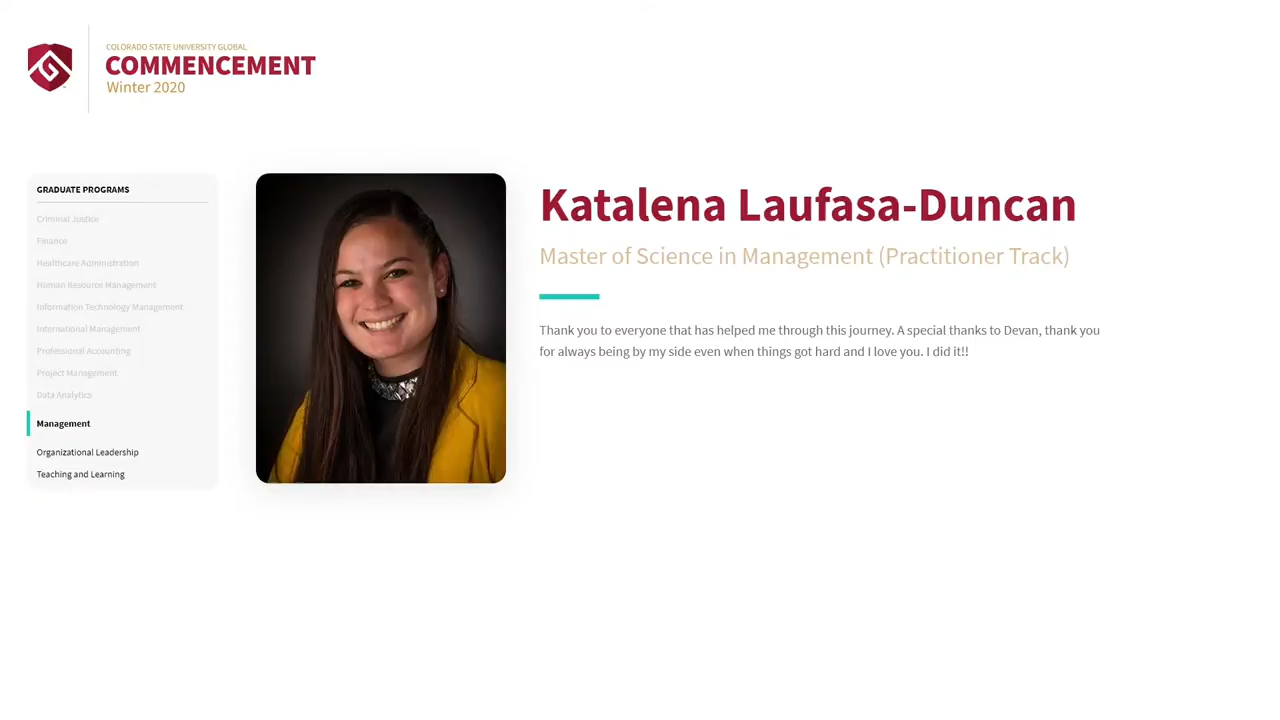 COLORADO STATE UNIVERSITY GLOBAL
COMMENCEMENT
Winter 2020
GRADUATE PROGRAMS
Criminal Justice
Finance
Healthcare Administration
Human Resource Management
Information Technology Management
International Management
Professional Accounting
Project Management
Data Analytics
Management
Organizational Leadership
Teaching and Learning
Katalena Laufasa-Duncan
Master of Science in Management (Practitioner Track)
Thank you to everyone that has helped me through this journey. A special thanks to Devan, thank you
for always being by my side even when things got hard and I love you. I did it!!